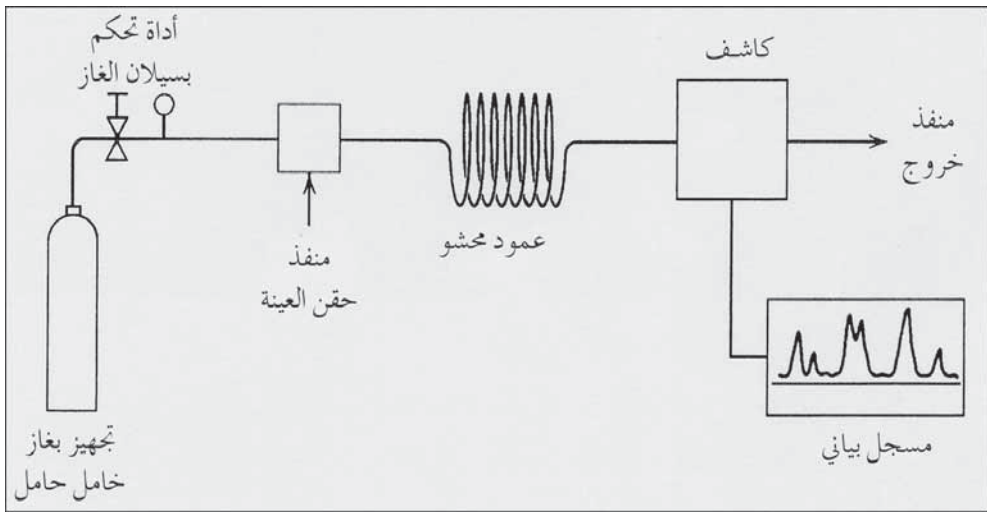 أداة تحكم
بسيلان الغاز
كاشف
منفذ
خروج
عمود محشو
منفذ
حقن العينة
مسجل بياني
تجهيز بغاز
خامل حامل